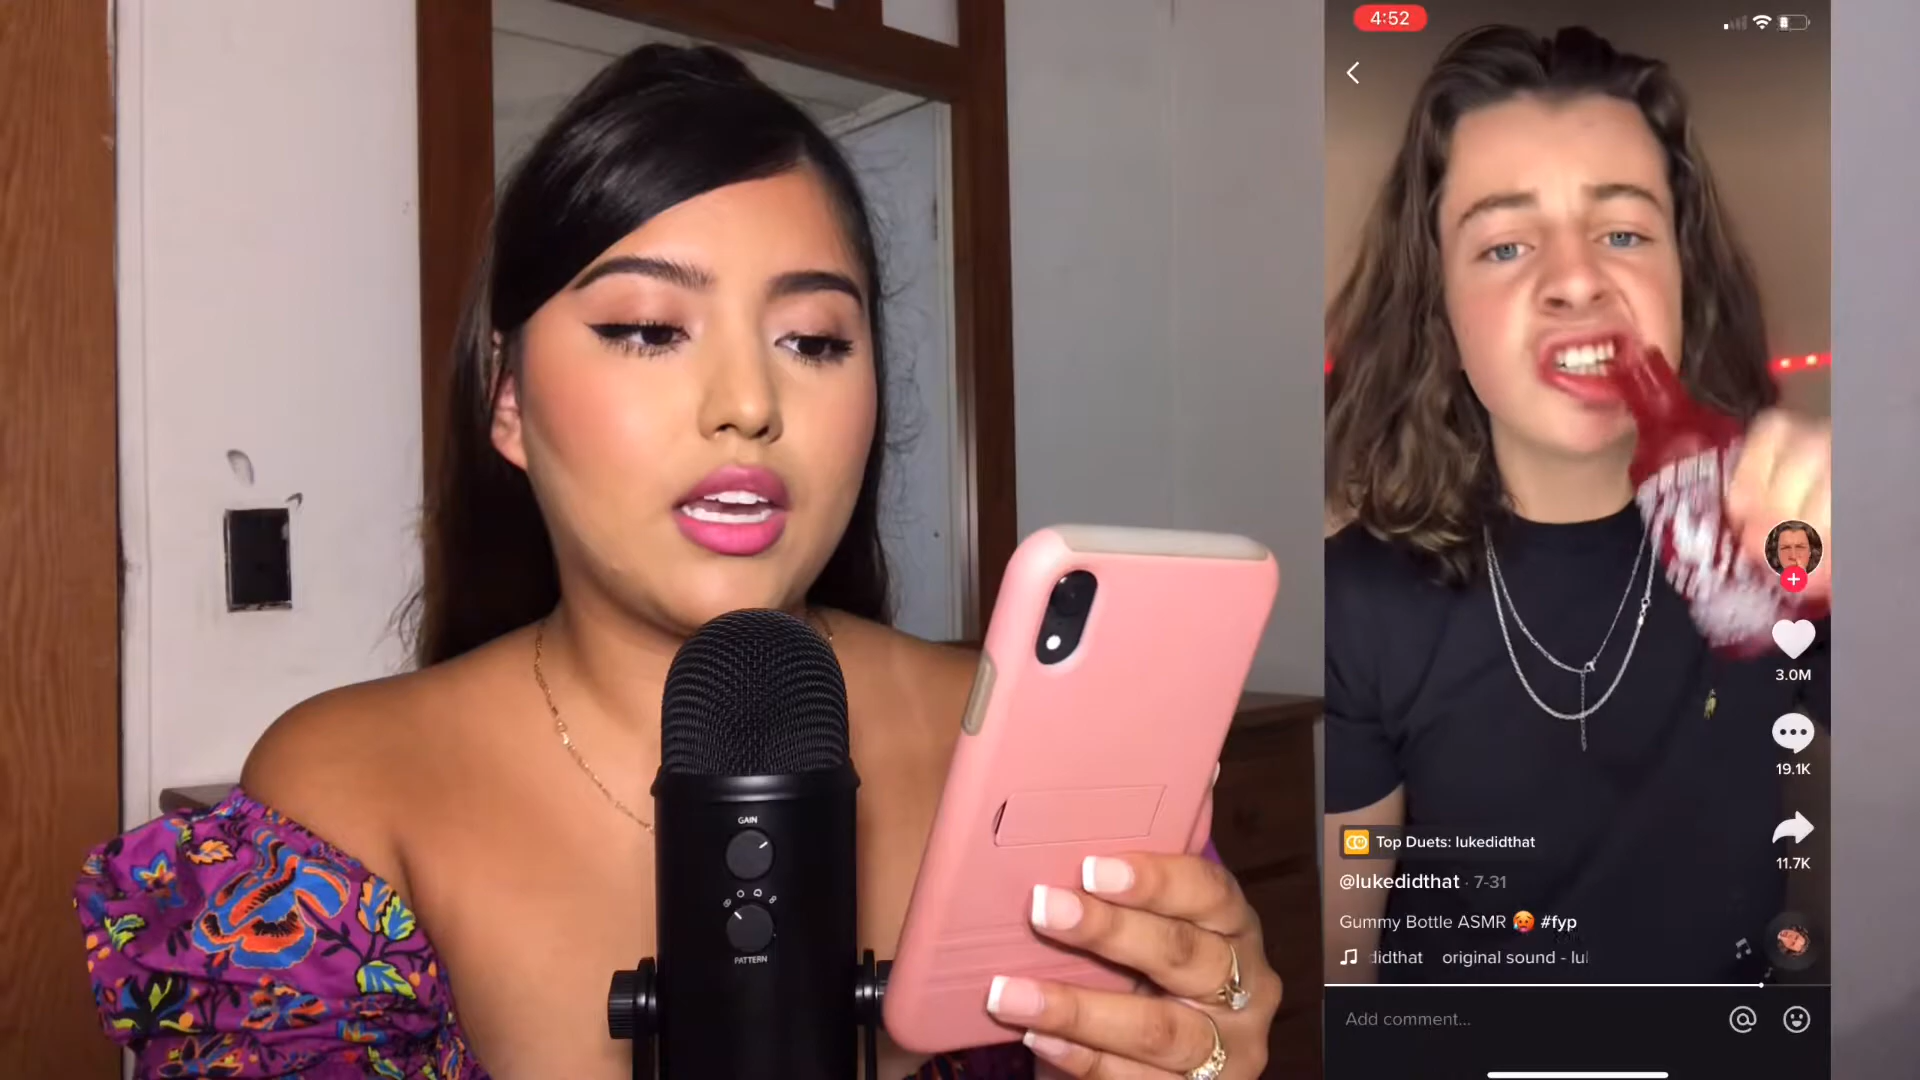 4:52
GAIN
PATTERN
3.0M
19.1K
11.7K
Top Duets: lukedidthat
@lukedidthat · 7-31
Gummy Bottle ASMR 🥵 #fyp
didthat original sound - lu
Add comment...